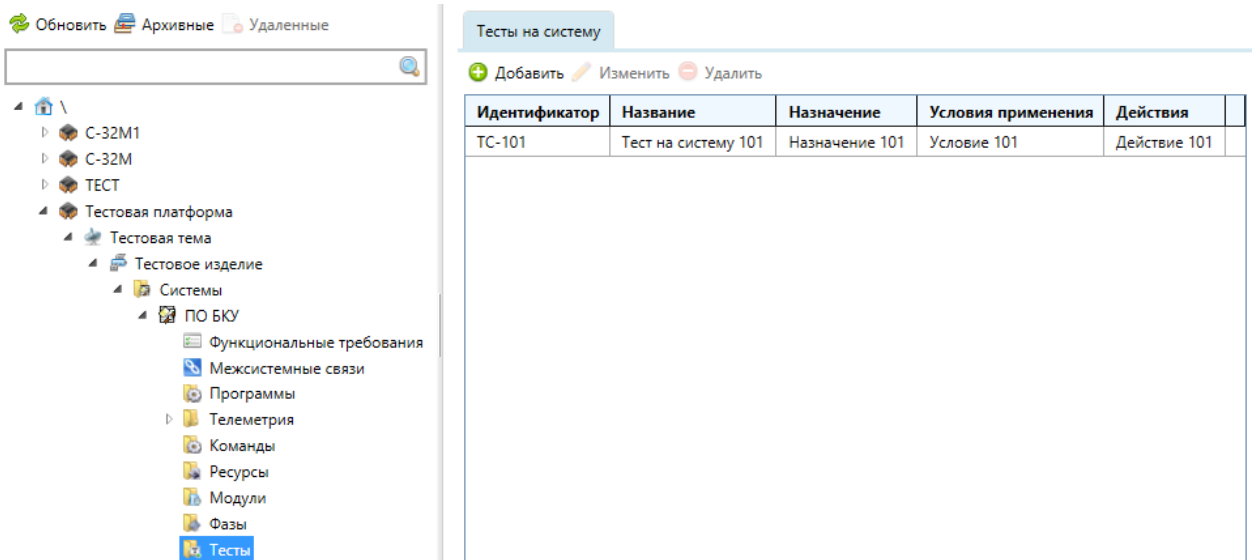 Обновить Архивные Удаленные
\
С-32М1
С-32М
ТЕСТ
Тестовая платформа
Тестовая тема
Тестовое изделие
Системы
ПО БКУ
Функциональные требования
Межсистемные связи
Программы
Телеметрия
Команды
Ресурсы
Модули
Фазы
Тесты
Тесты на систему
Добавить Изменить Удалить
Идентификатор Название Назначение Условия применения Действия
ТС-101 Тест на систему 101 Назначение 101 Условие 101 Действие 101